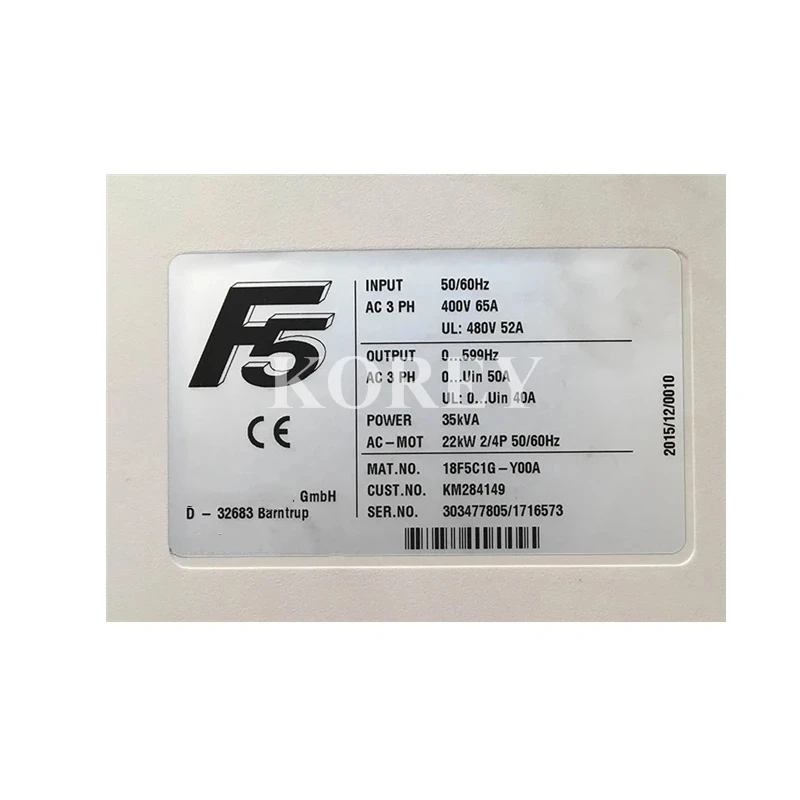 F5
INPUT 50/60Hz
AC 3 PH 400V 65A
UL: 480V 52A
OUTPUT 0...599Hz
AC 3 PH 0...Uin 50A
UL: 0...Uin 40A
POWER 35kVA
AC-MOT 22kW 2/4P 50/60Hz
MAT.NO. 18F5C1G-Y00A
CUST.NO. KM284149
SER.NO. 303477805/1716573
CE
. GmbH
D̄ - 32683 Barntrup
2015/12/0010
KOREY